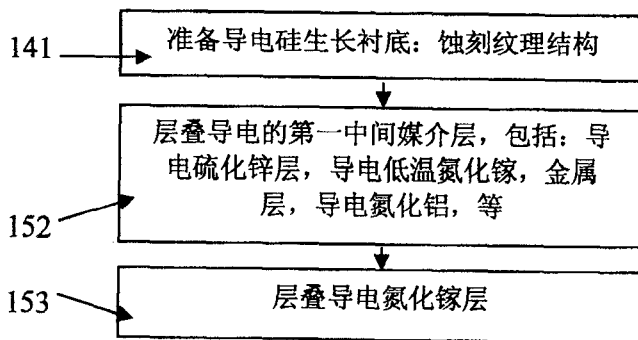 141
准备导电硅生长衬底：蚀刻纹理结构
层叠导电的第一中间媒介层，包括：导
电硫化锌层，导电低温氮化镓，金属
层，导电氮化铝，等
152
层叠导电氮化镓层
153